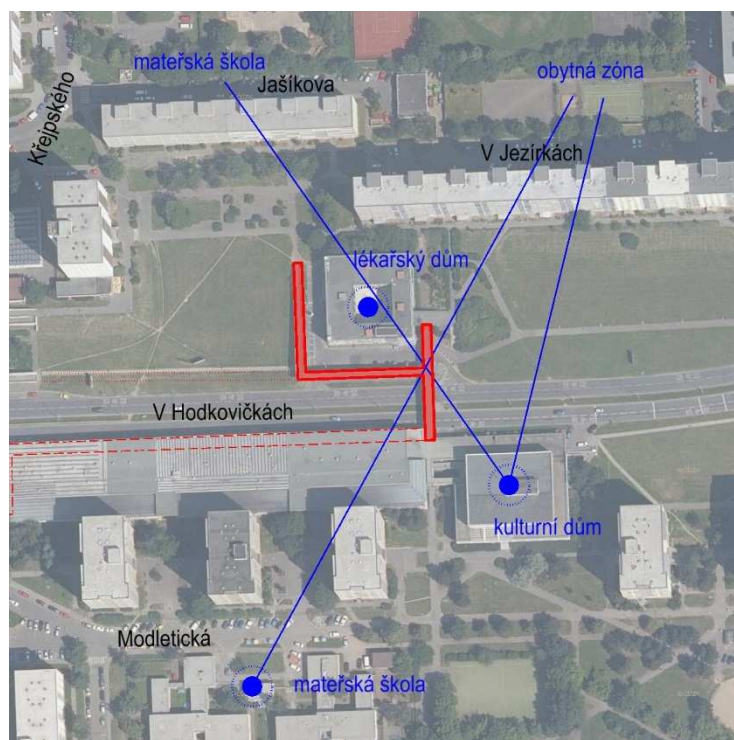 mateřská škola
obytná zóna
Křejpského
Jašíkova
V Jezírkách
lékařský dům
V Hodkovičkách
kulturní dům
Modletická
mateřská škola